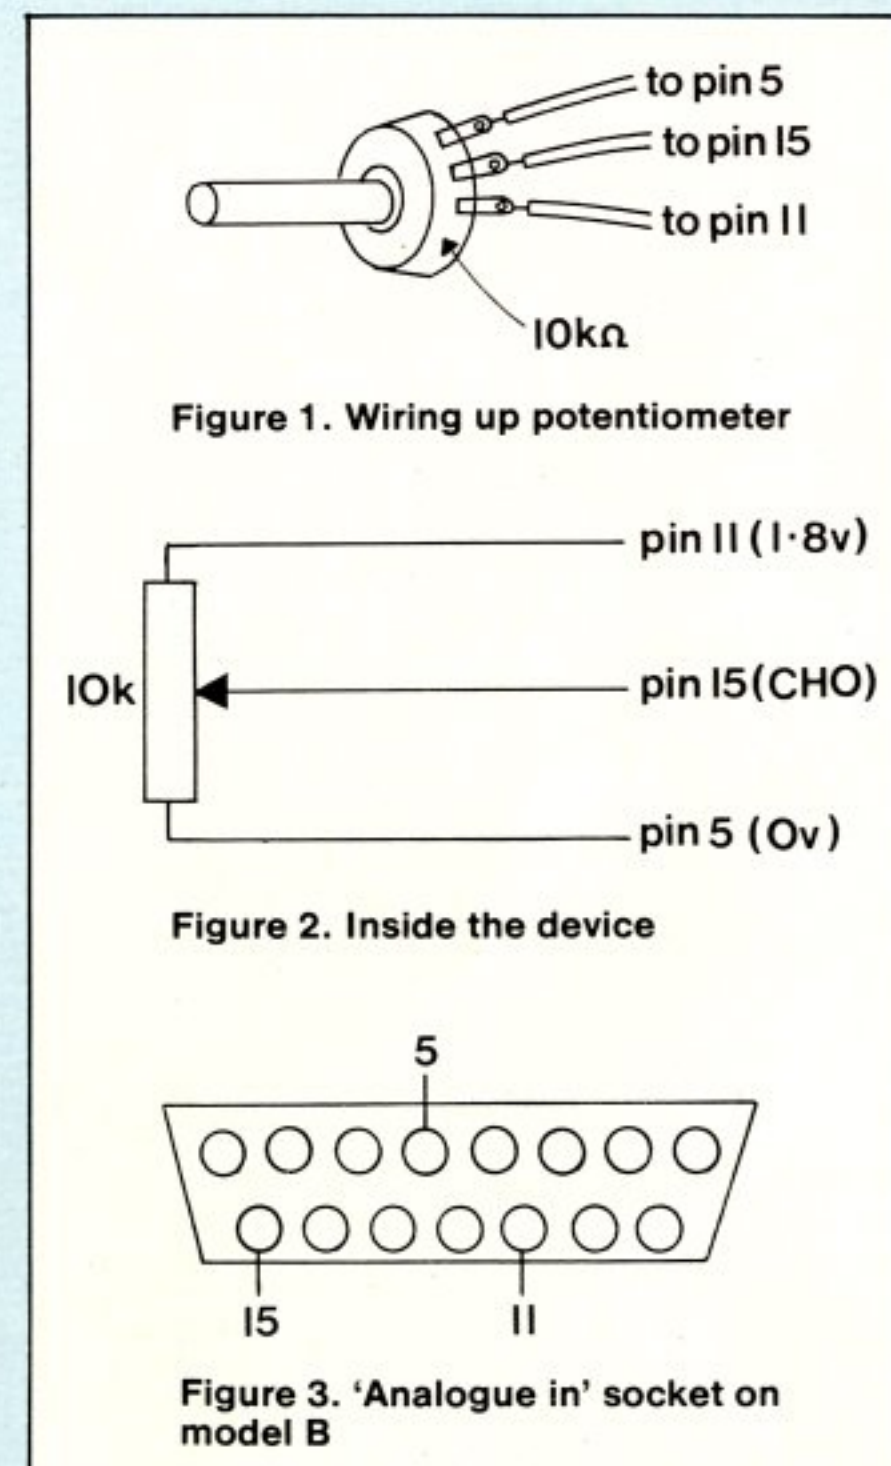 to pin 5
to pin 15
to pin 11
10kΩ
Figure 1. Wiring up potentiometer
pin 11 (1·8v)
10k
pin 15 (CHO)
pin 5 (Ov)
Figure 2. Inside the device
5
15
11
Figure 3. ‘Analogue in’ socket on
model B